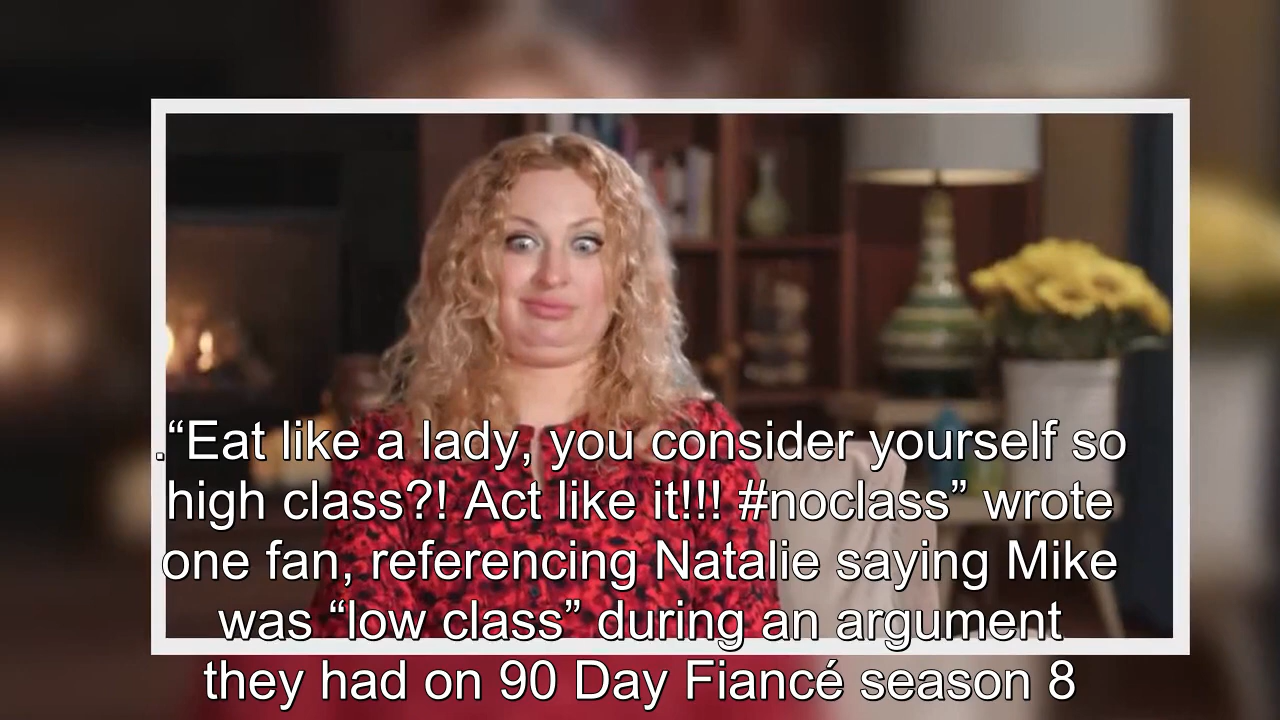 .“Eat like a lady, you consider yourself so
high class?! Act like it!!! #noclass” wrote
one fan, referencing Natalie saying Mike
was “low class” during an argument
they had on 90 Day Fiancé season 8